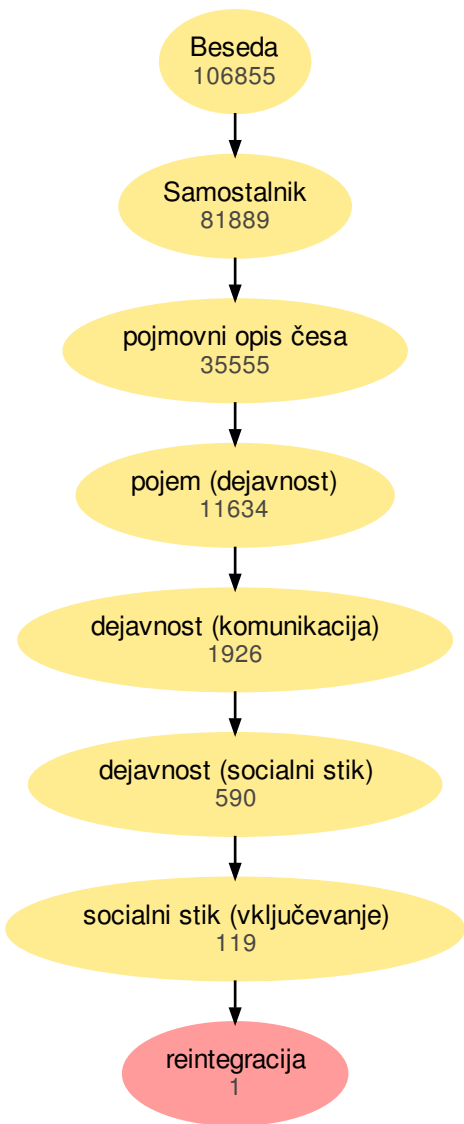 Beseda
106855
Samostalnik
81889
pojmovni opis česa
35555
pojem (dejavnost)
11634
dejavnost (komunikacija)
1926
dejavnost (socialni stik)
590
socialni stik (vključevanje)
119
reintegracija
1